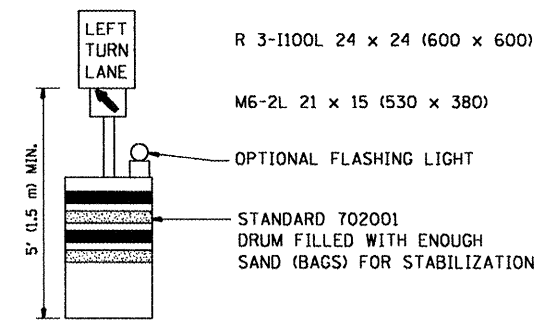 LEFT
TURN
LANE
R 3-I100L 24 x 24 (600 x 600)
M6-2L 21 x 15 (530 x 380)
5' (1.5 m) MIN.
OPTIONAL FLASHING LIGHT
STANDARD 702001
DRUM FILLED WITH ENOUGH
SAND (BAGS) FOR STABILIZATION